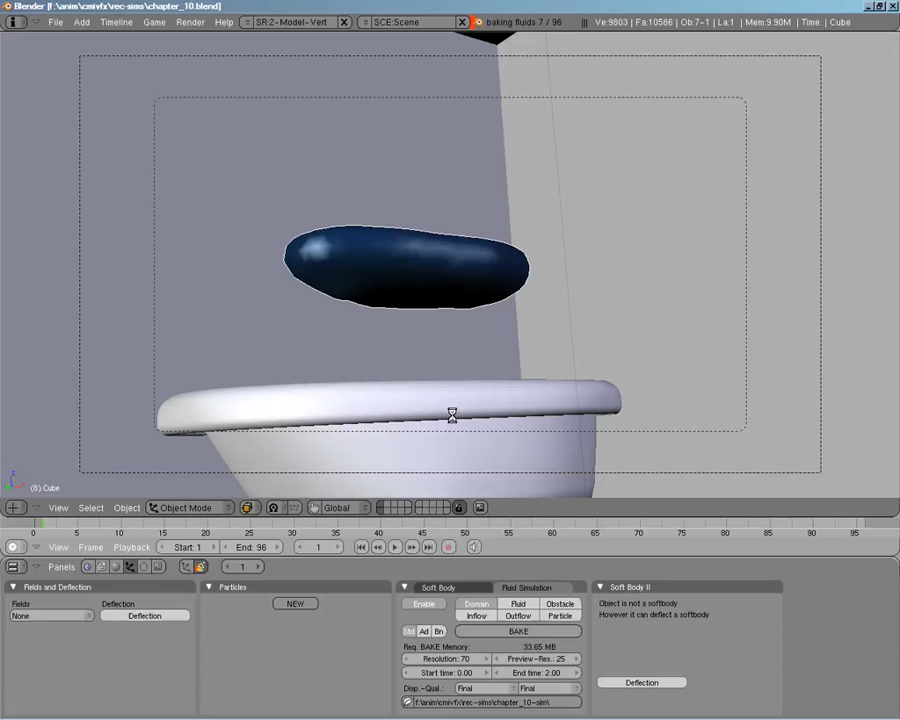 Blender [f:\anim\cmivfx\rec-sims\chapter_10.blend]
File Add Timeline Game Render Help SR:2-Model-Vert SCE:Scene baking fluids 7 / 96 Ve:9803 | Fa:10586 | Ob:7-1 | La:1 | Mem:9.90M | Time: | Cube
(8) Cube
View Select Object Object Mode Global
0 5 10 15 20 25 30 35 40 45 50 55 60 65 70 75 80 85 90 95
View Frame Playback Start: 1 End: 96 1
Panels 1
Fields and Deflection Particles Soft Body Fluid Simulation Soft Body II
Fields Deflection NEW Enable Domain Fluid Obstacle Object is not a softbody
None Deflection Inflow Outflow Particle However it can deflect a softbody
Std Ad Bn BAKE
Req. BAKE Memory: 33.65 MB
Resolution: 70 Preview-Res.: 25
Start time: 0.00 End time: 2.00 Deflection
Disp.-Qual.: Final Final
f:\anim\cmivfx\rec-sims\chapter_10-sim\